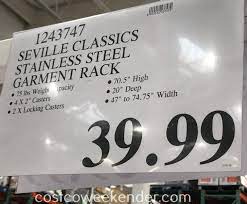 1243747
SEVILLE CLASSICS
STAINLESS STEEL
GARMENT RACK
• 75 lbs Weight
• 4 X 2" Casters
• 2 X Locking Casters
• 70.5" High
• 20" Deep
• 47" to 74.75" Width
39.99
costcoweekender.com